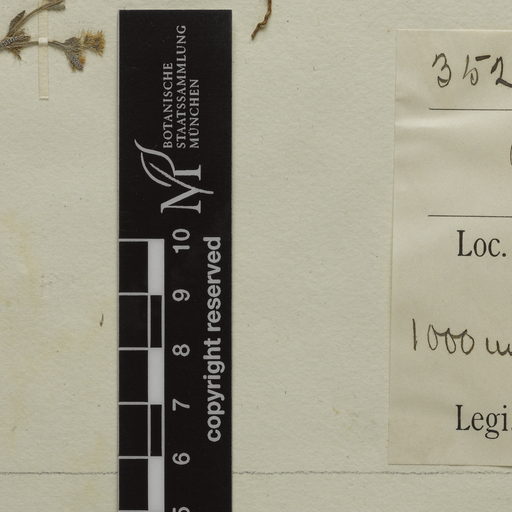 BOTANISCHE
STAATSSAMMLUNG
MÜNCHEN
10
9
8
7
6
copyright reserved
352
Loc.
1000 m
Legi